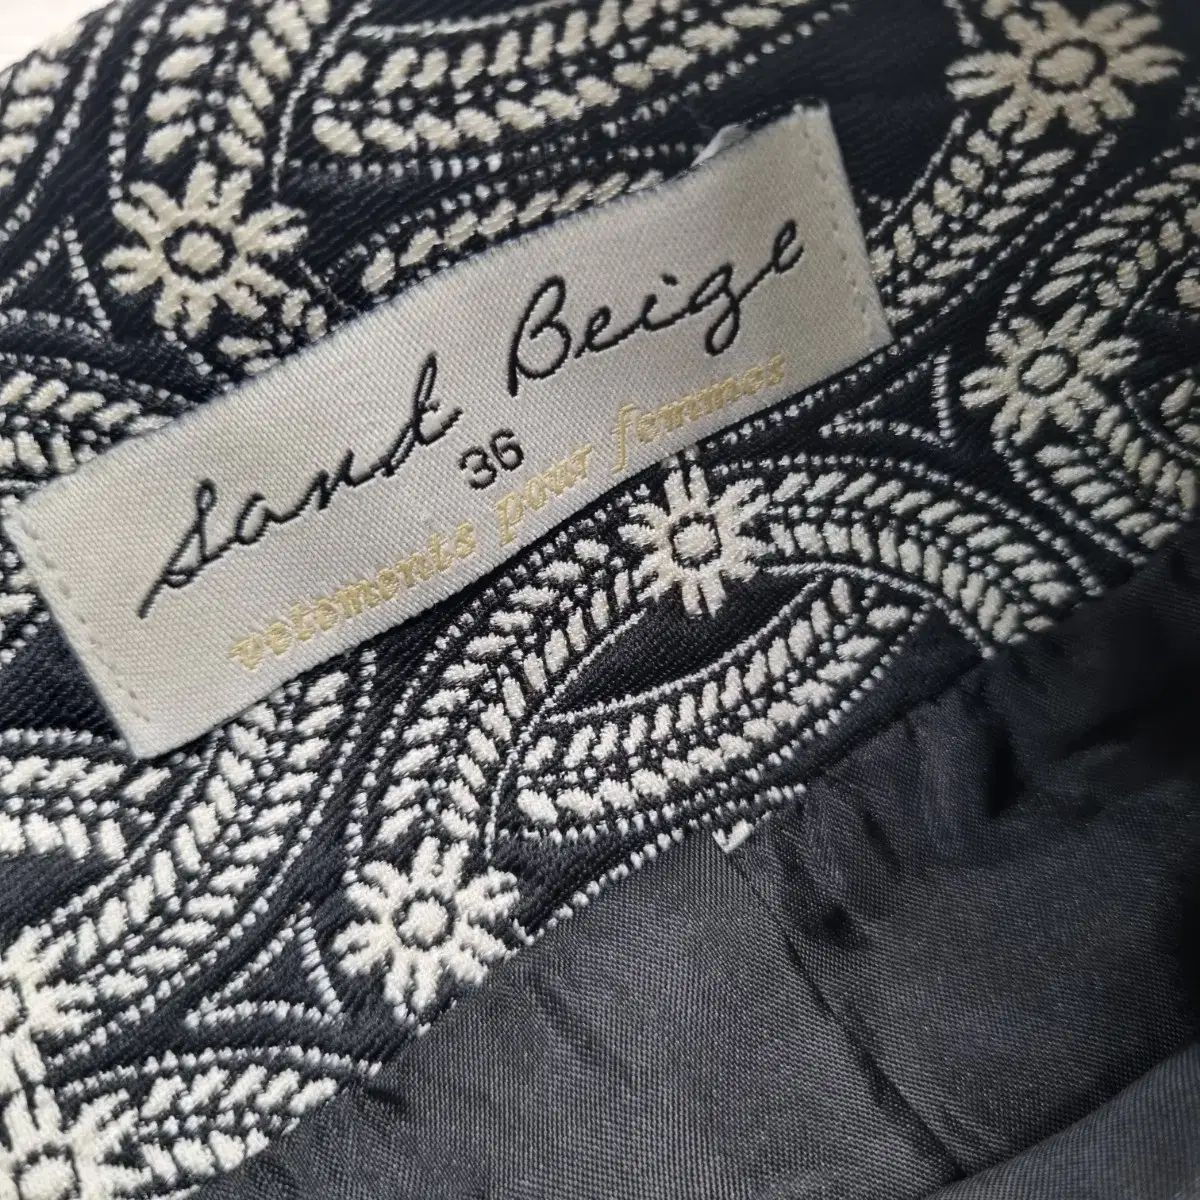 Sand Beige
36
vetements pour femmes